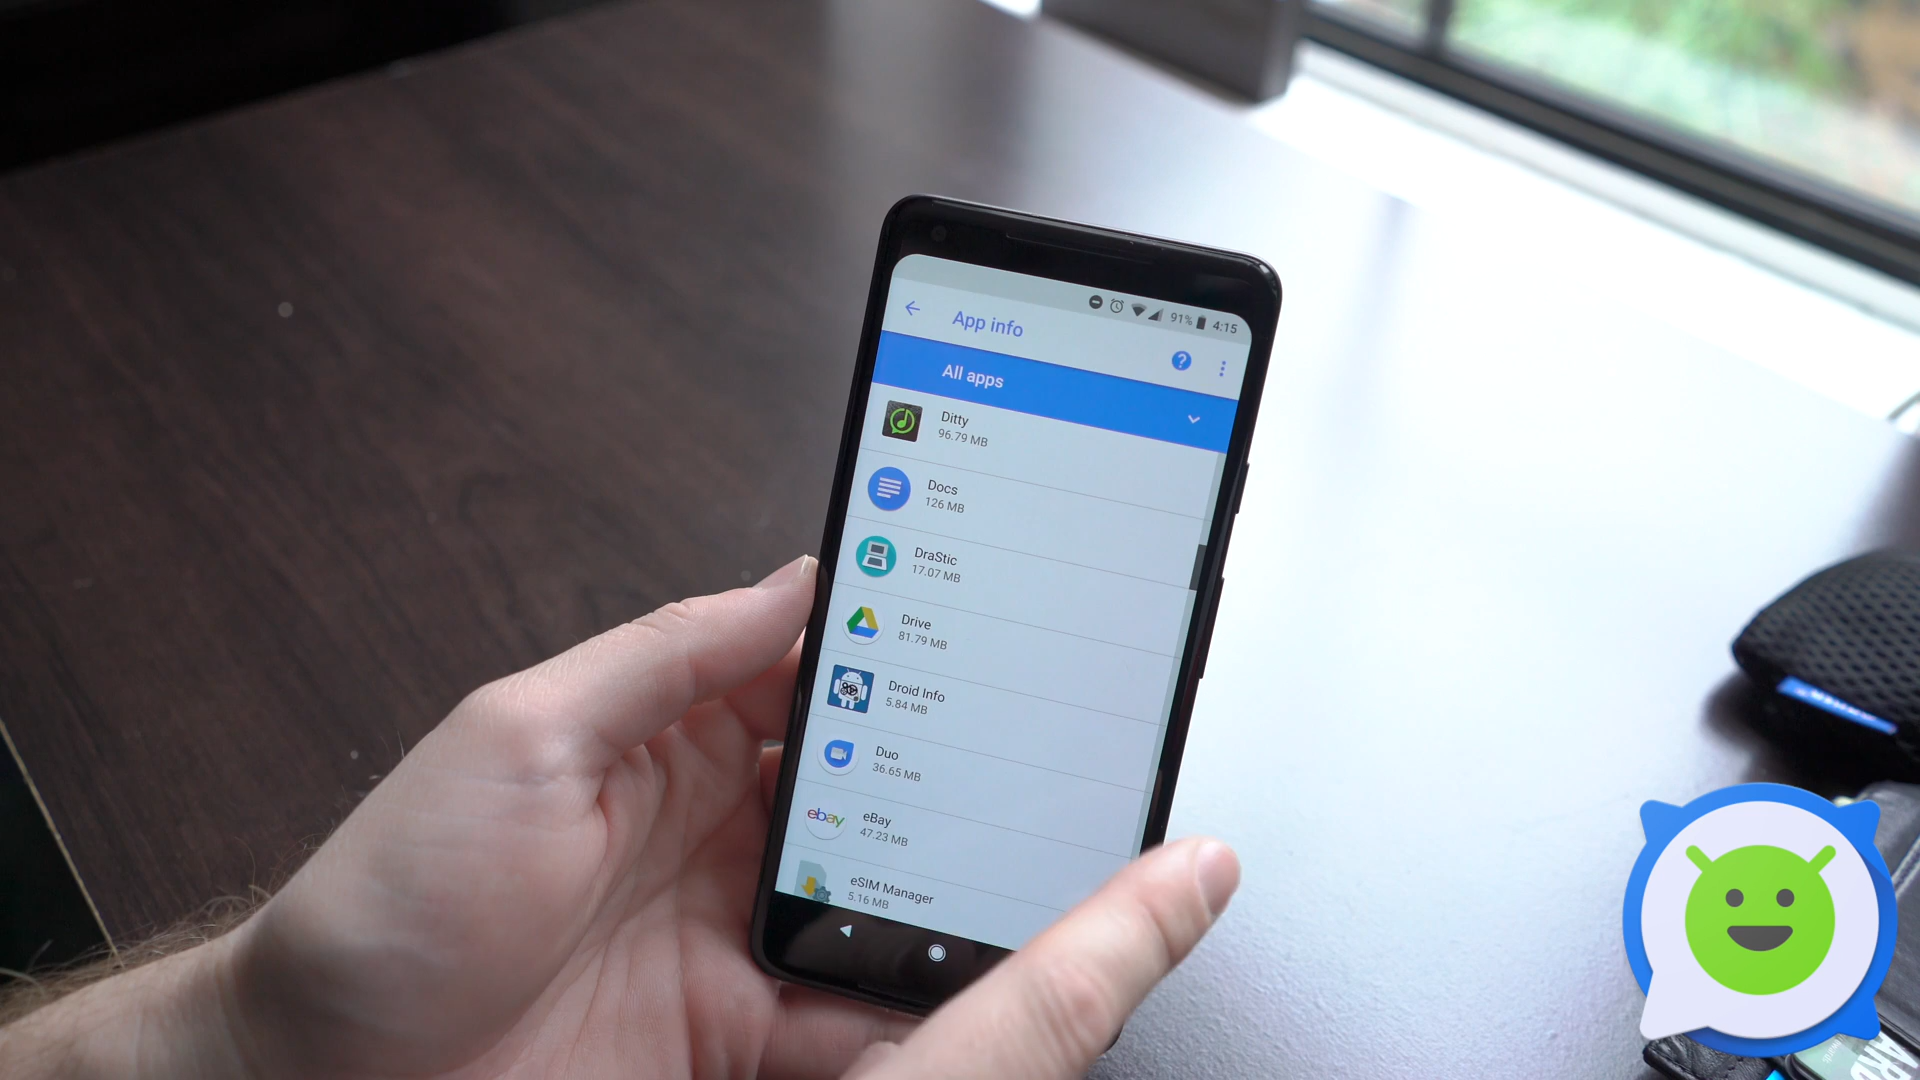 91% 4:15
App info
All apps
Ditty
96.79 MB
Docs
126 MB
DraStic
17.07 MB
Drive
81.79 MB
Droid Info
5.84 MB
Duo
36.65 MB
ebay
eBay
47.23 MB
eSIM Manager
5.16 MB